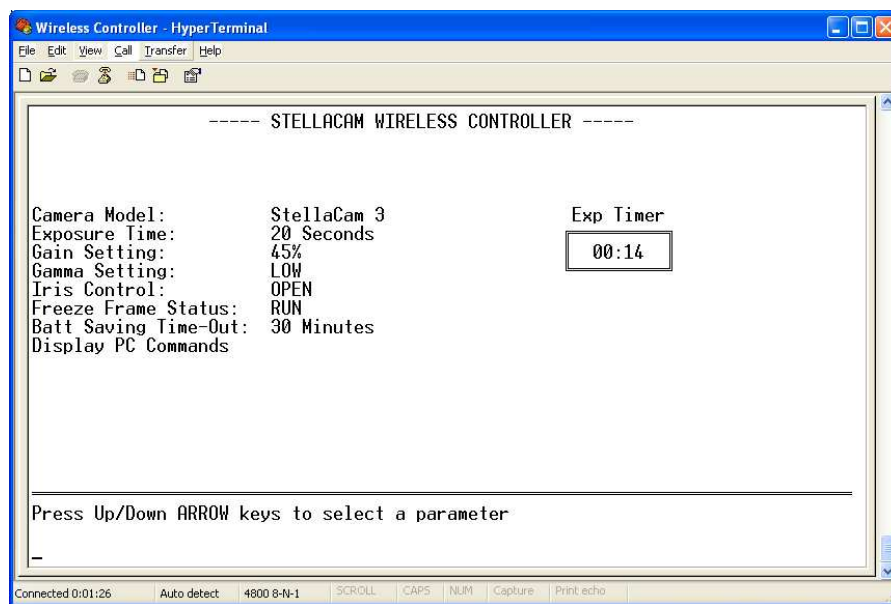 Wireless Controller - HyperTerminal
File Edit View Call Transfer Help
----- STELLACAM WIRELESS CONTROLLER -----
Camera Model: StellaCam 3 Exp Timer
Exposure Time: 20 Seconds
Gain Setting: 45% 00:14
Gamma Setting: LOW
Iris Control: OPEN
Freeze Frame Status: RUN
Batt Saving Time-Out: 30 Minutes
Display PC Commands
Press Up/Down ARROW keys to select a parameter
_
Connected 0:01:26 Auto detect 4800 8-N-1 SCROLL CAPS NUM Capture Print echo